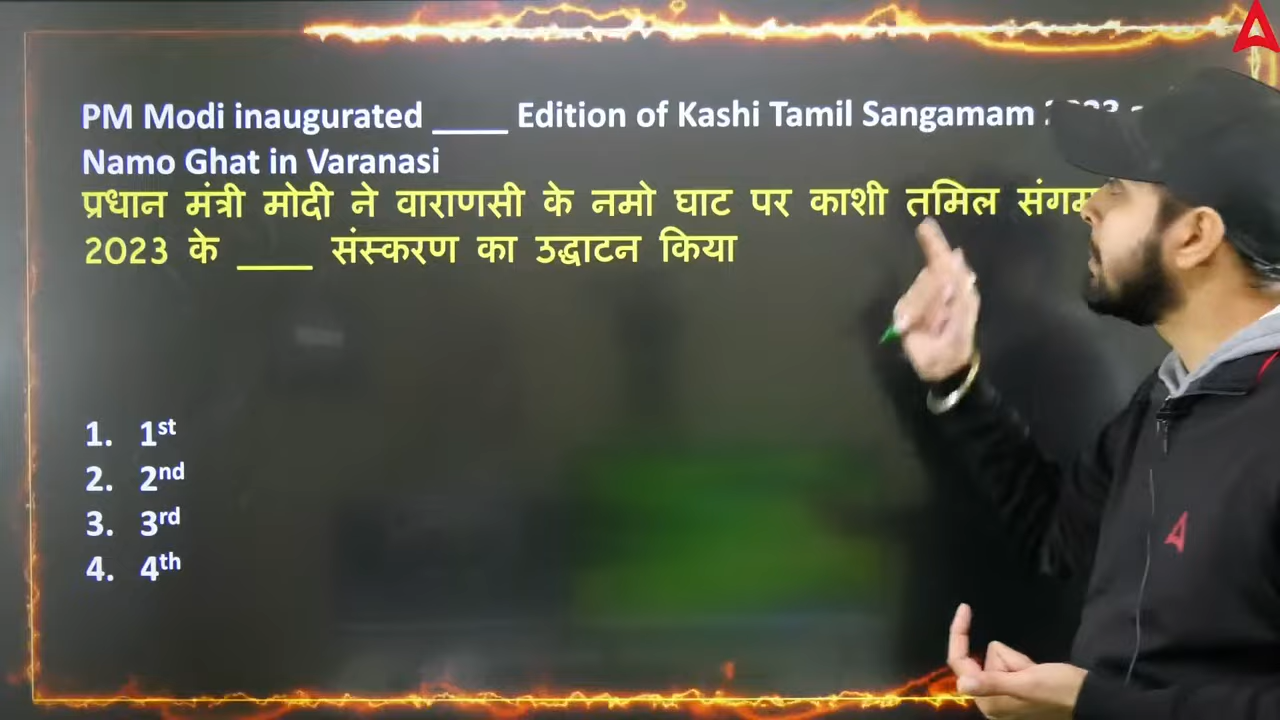 PM Modi inaugurated ____ Edition of Kashi Tamil Sangamam
Namo Ghat in Varanasi
प्रधान मंत्री मोदी ने वाराणसी के नमो घाट पर काशी तमिल
2023 के ____ संस्करण का उद्घाटन किया
1. 1st
2. 2nd
3. 3rd
4. 4th